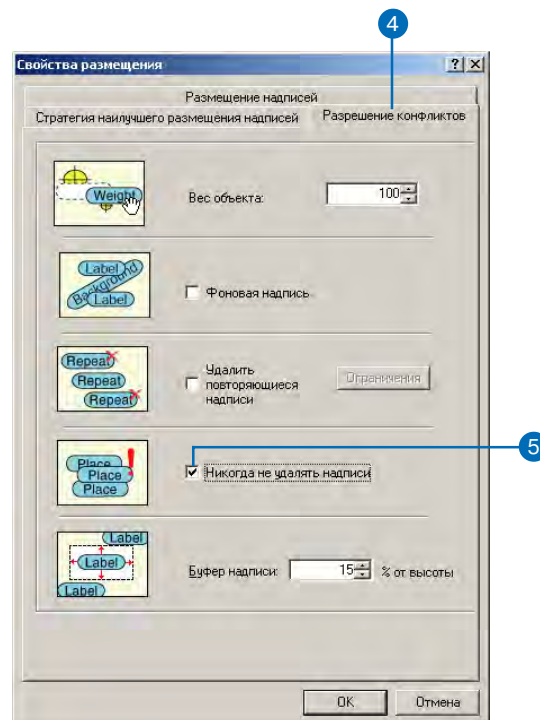 4
Свойства размещения
Размещение надписей
Стратегия наилучшего размещения надписей
Разрешение конфликтов
Weight
Вес объекта:
100
Label
Background
Label
Фоновая надпись
Repeat
Repeat
Repeat
Удалить
повторяющиеся
надписи
Ограничения
Place
Place
Place
Никогда не удалять надписи
5
Label
Label
Label
Буфер надписи:
15
% от высоты
OK
Отмена